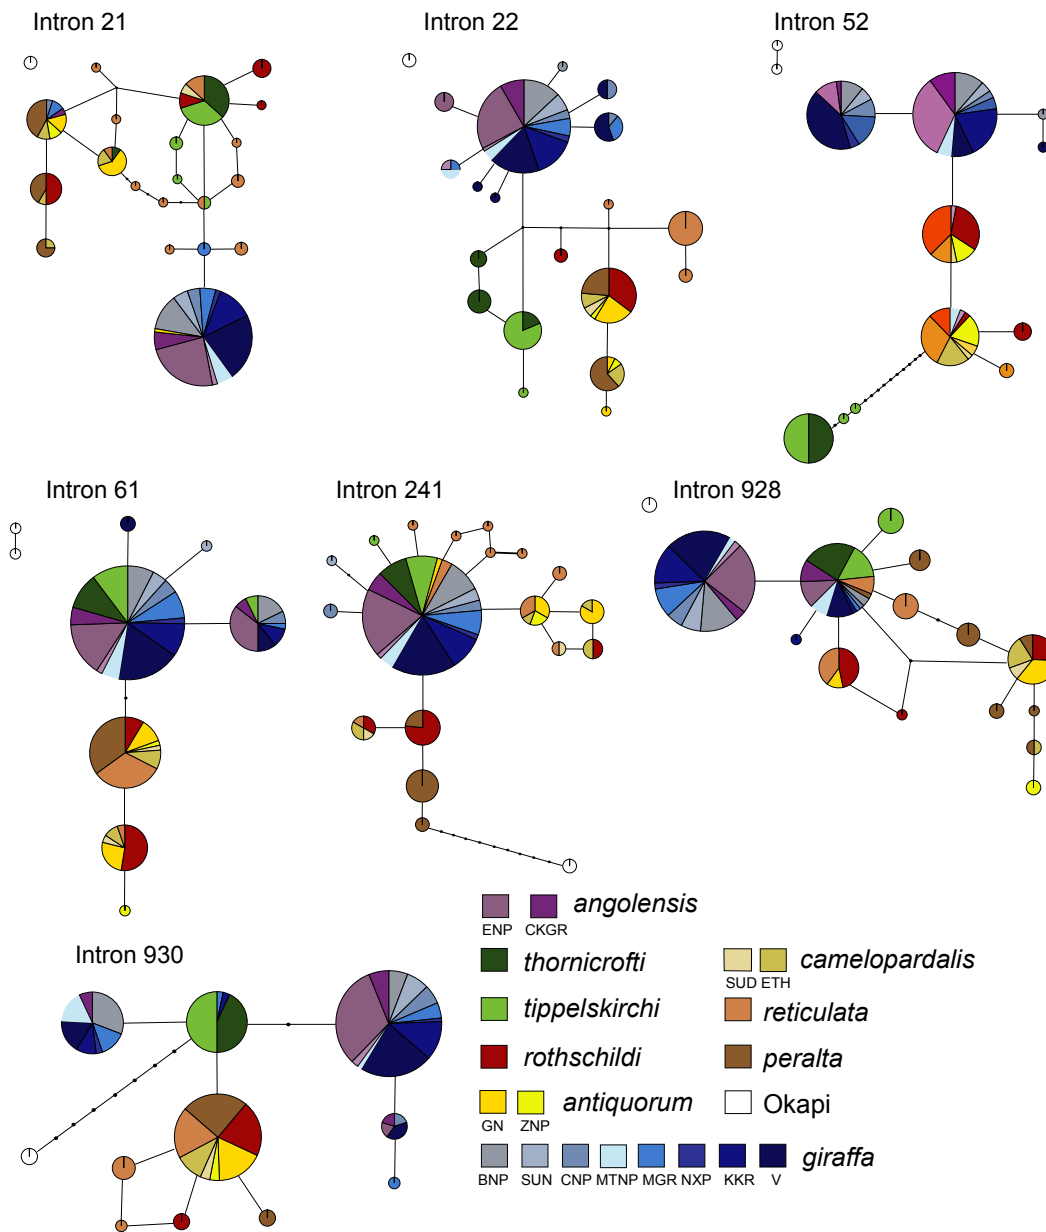 Intron 21
Intron 22
Intron 52
Intron 61
Intron 241
Intron 928
Intron 930
angolensis
ENP CKGR
thornicrofti
camelopardalis
SUD ETH
tippelskirchi
reticulata
rothschildi
peralta
antiquorum
GN ZNP
Okapi
giraffa
BNP SUN CNP MTNP MGR NXP KKR V